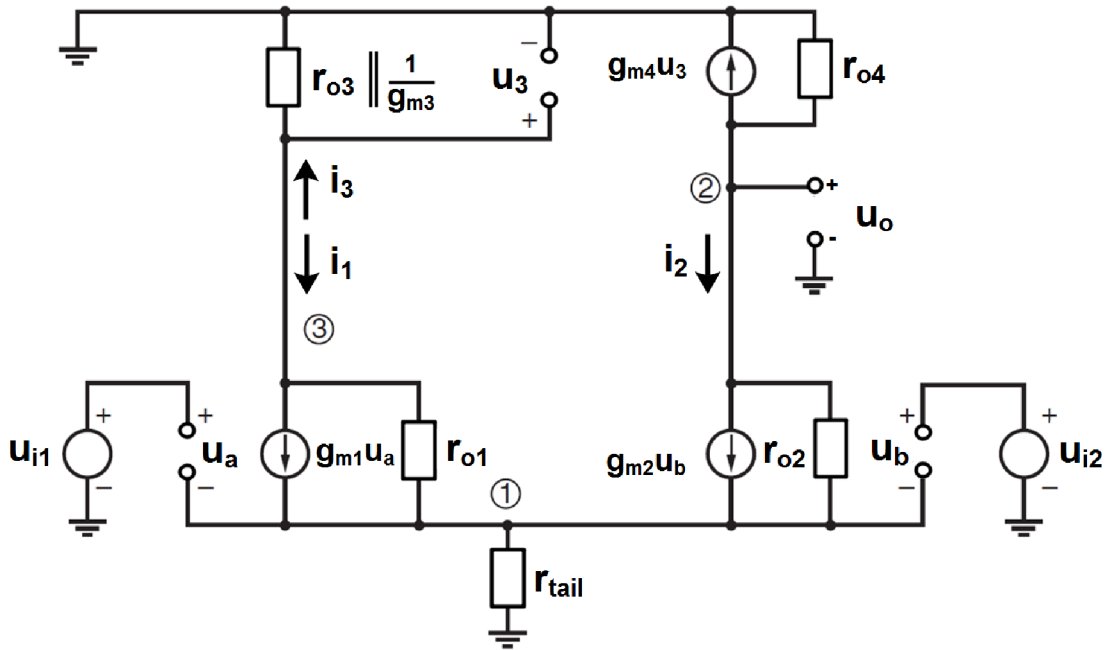 r_o3 ∥ 1/g_m3
−
u_3
+
g_m4u_3
r_o4
i_3
i_1
②
+
u_o
-
i_2
③
u_i1
+
−
+
u_a
−
g_m1u_a
r_o1
g_m2u_b
r_o2
+
u_b
−
+
u_i2
−
①
r_tail